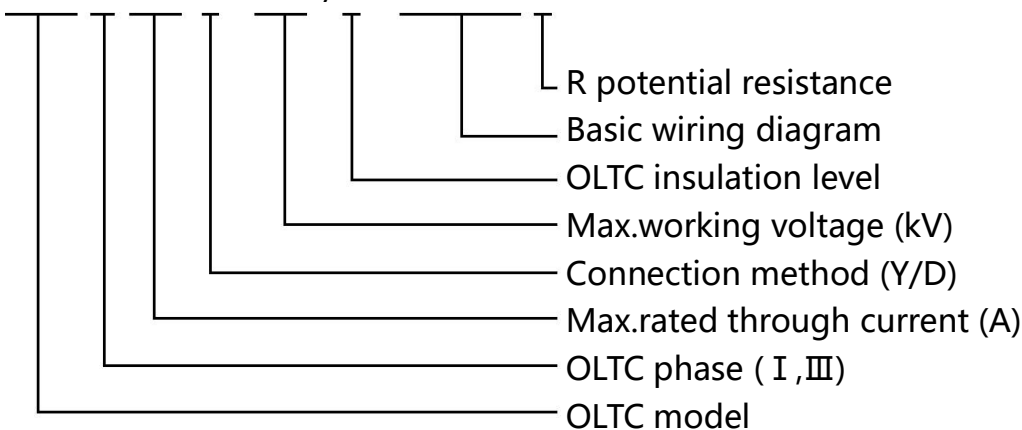 R potential resistance
Basic wiring diagram
OLTC insulation level
Max.working voltage (kV)
Connection method (Y/D)
Max.rated through current (A)
OLTC phase ( Ⅰ ,Ⅲ)
OLTC model